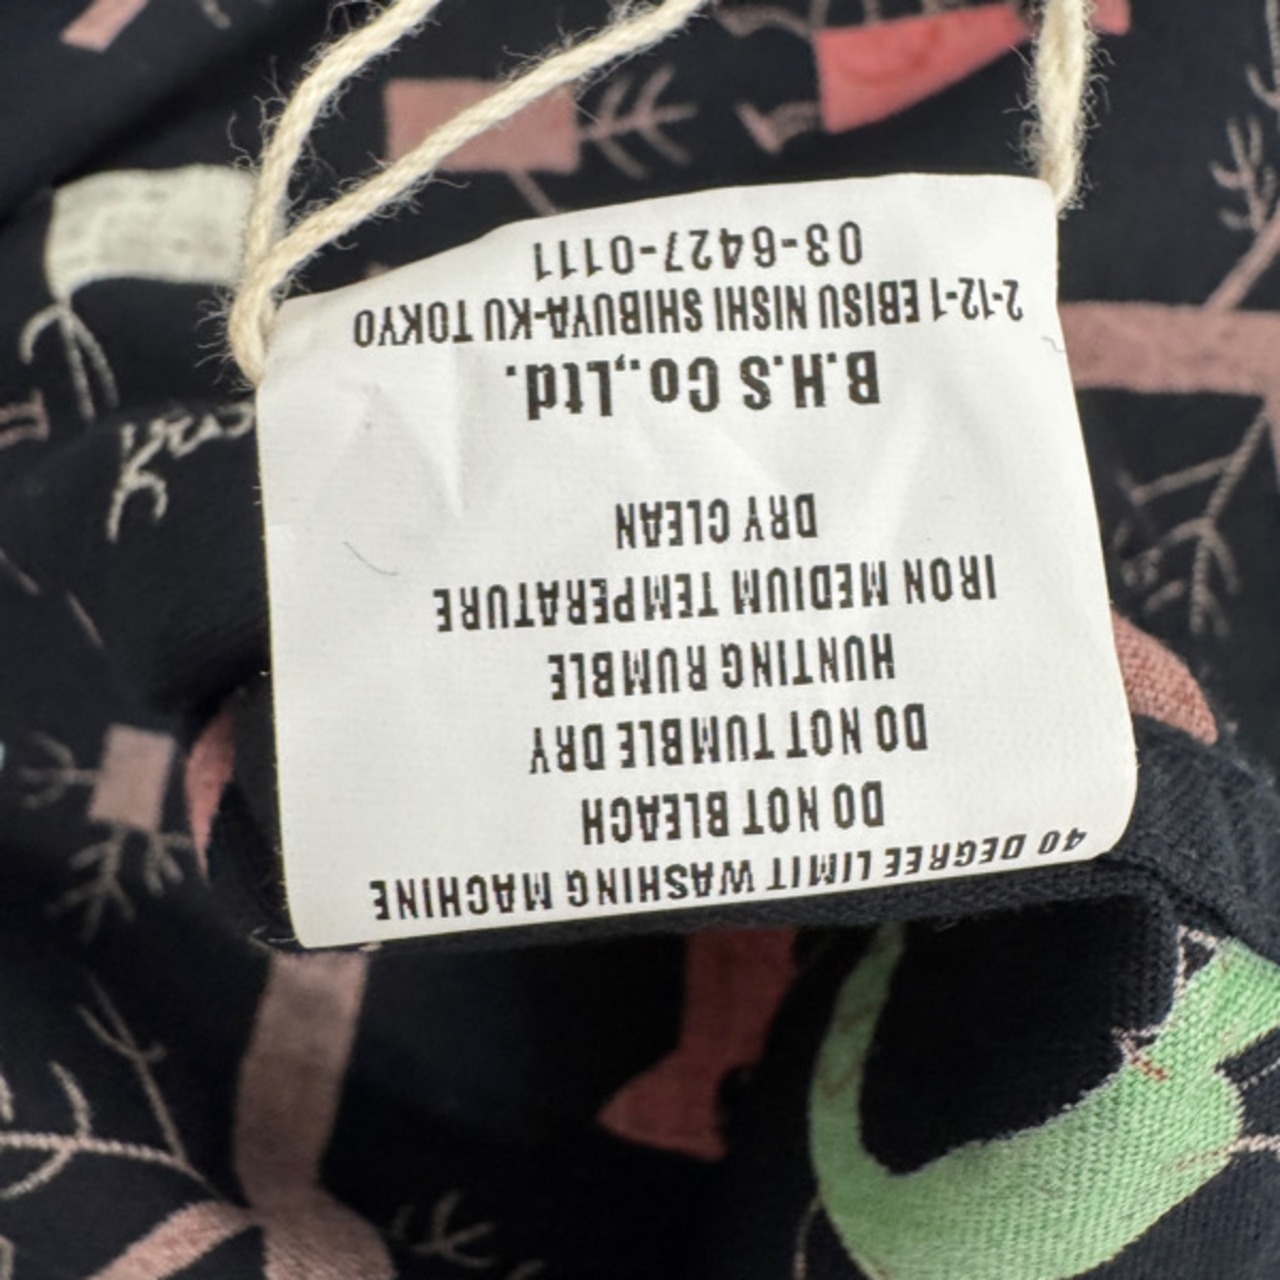 40 DEGREE LIMIT WASHING MACHINE
DO NOT BLEACH
DO NOT TUMBLE DRY
HUNTING RUMBLE
IRON MEDIUM TEMPERATURE
DRY CLEAN
B.H.S Co.,Ltd.
2-12-1 EBISU NISHI SHIBUYA-KU TOKYO
03-6427-0111